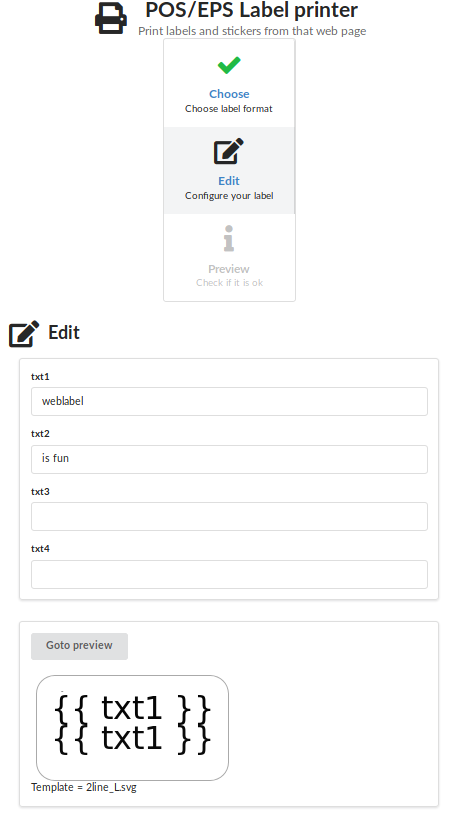 POS/EPS Label printer
Print labels and stickers from that web page
Choose
Choose label format
Edit
Configure your label
Preview
Check if it is ok
Edit
txt1
weblabel
txt2
is fun
txt3
txt4
Goto preview
{{ txt1 }}
{{ txt1 }}
Template = 2line_L.svg